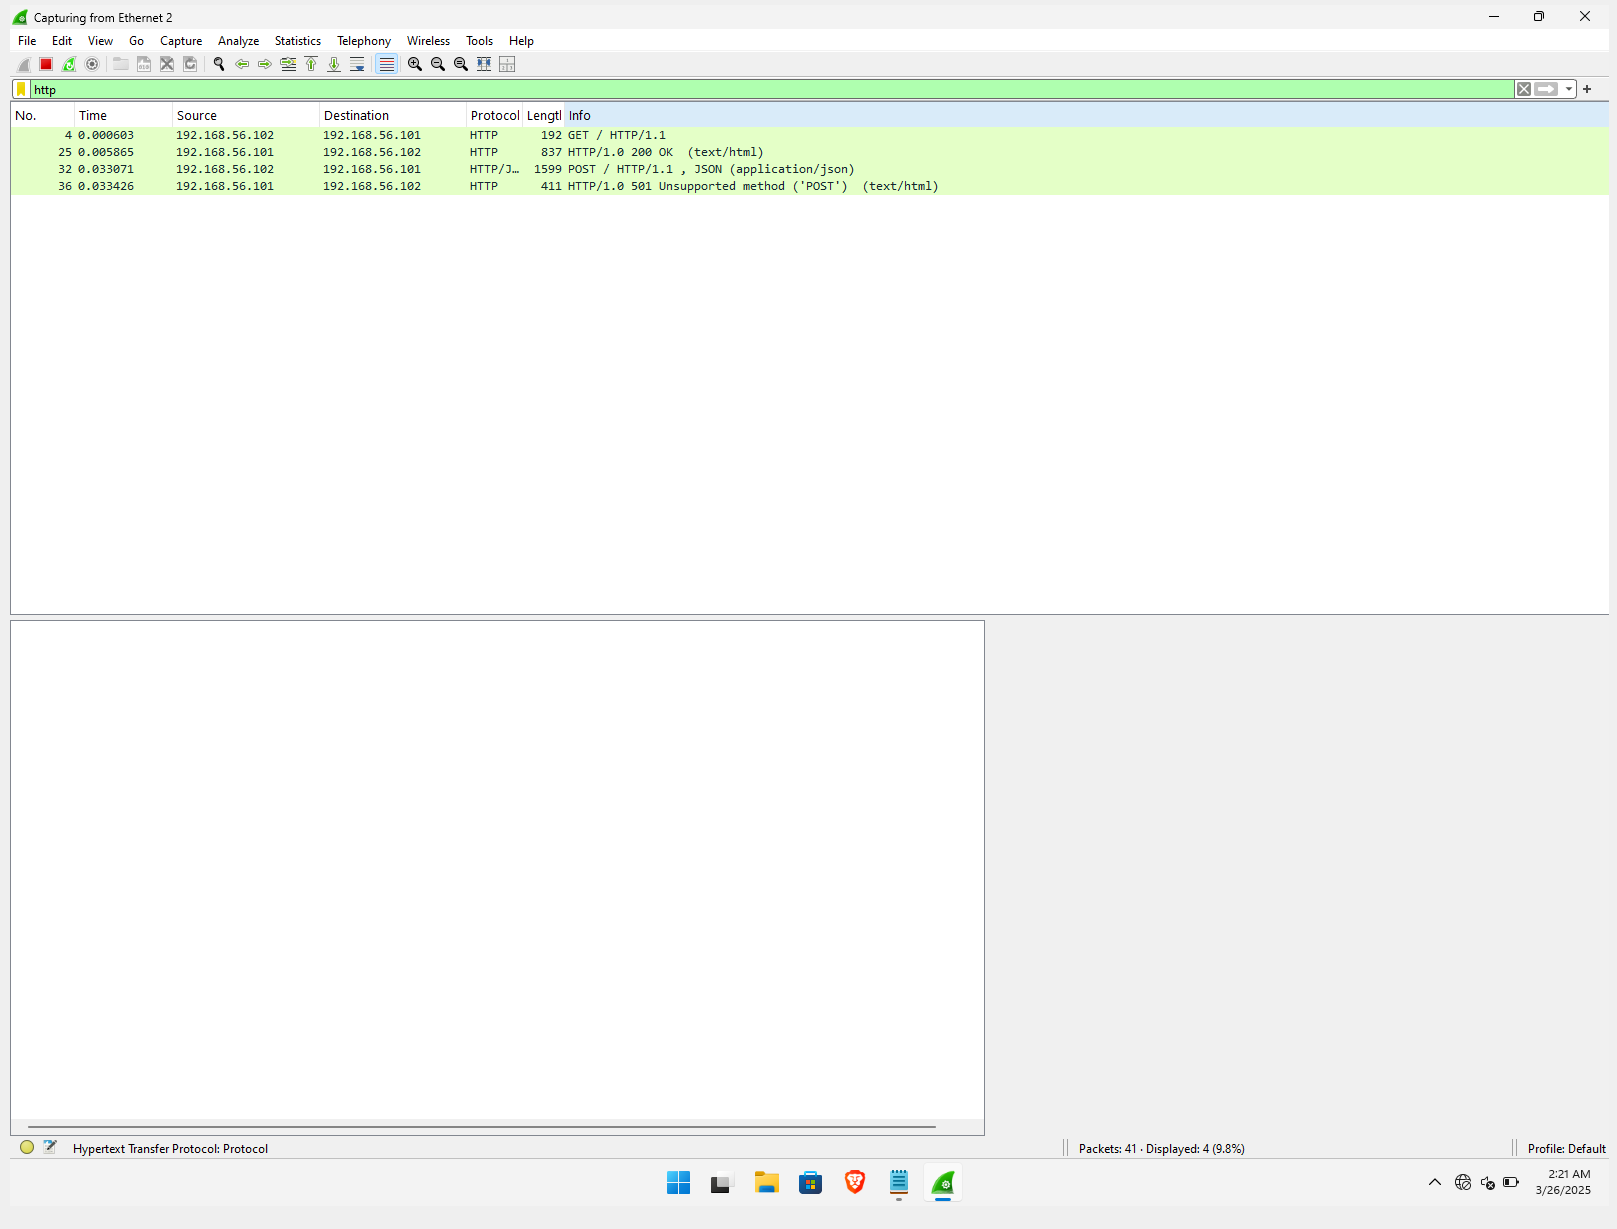 Capturing from Ethernet 2
File Edit View Go Capture Analyze Statistics Telephony Wireless Tools Help
http
No. Time Source Destination Protocol Lengtl Info
4 0.000603 192.168.56.102 192.168.56.101 HTTP 192 GET / HTTP/1.1
25 0.005865 192.168.56.101 192.168.56.102 HTTP 837 HTTP/1.0 200 OK (text/html)
32 0.033071 192.168.56.102 192.168.56.101 HTTP/J… 1599 POST / HTTP/1.1 , JSON (application/json)
36 0.033426 192.168.56.101 192.168.56.102 HTTP 411 HTTP/1.0 501 Unsupported method ('POST') (text/html)
Hypertext Transfer Protocol: Protocol Packets: 41 · Displayed: 4 (9.8%) Profile: Default
2:21 AM
3/26/2025